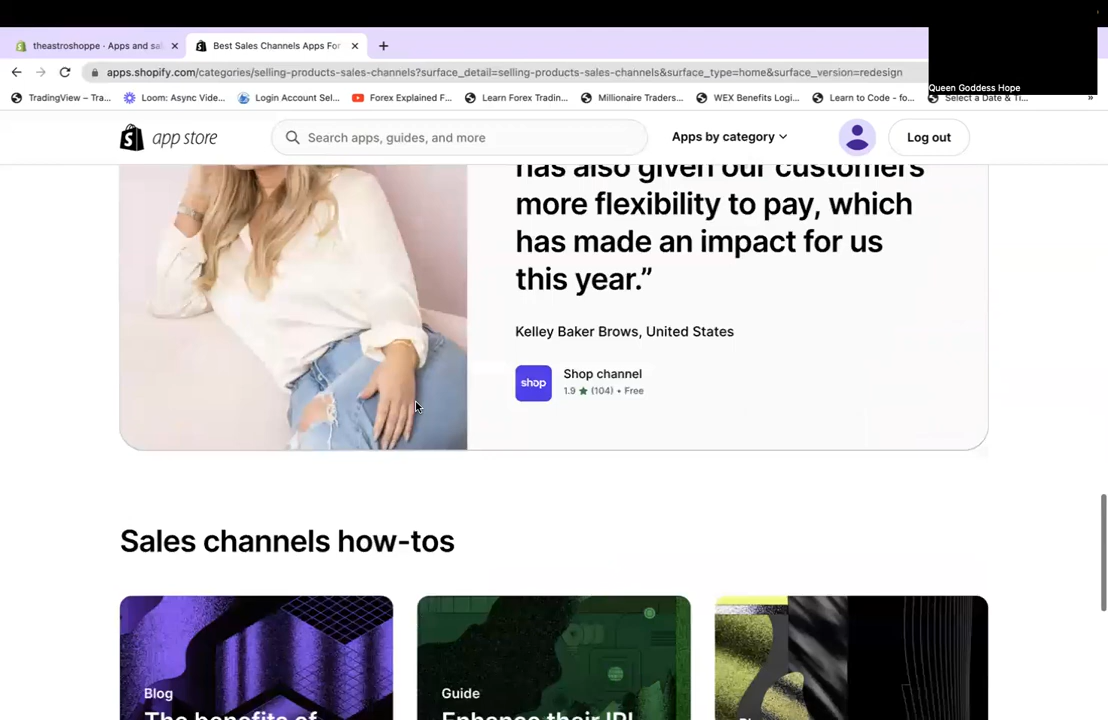 theastroshoppe · Apps and sal
Best Sales Channels Apps For
apps.shopify.com/categories/selling-products-sales-channels?surface_detail=selling-products-sales-channels&surface_type=home&surface_version=redesign
Queen Goddess Hope
TradingView – Tra...
Loom: Async Vide...
Login Account Sel...
Forex Explained F...
Learn Forex Tradin...
Millionaire Traders...
WEX Benefits Logi...
Learn to Code - fo...
Select a Date & Ti...
»
app store
Search apps, guides, and more
Apps by category
Log out
has also given our customers
more flexibility to pay, which
has made an impact for us
this year.”
Kelley Baker Brows, United States
shop
Shop channel
1.9 ★ (104) • Free
Sales channels how-tos
Blog
The benefits of
Guide
Enhance their IRL